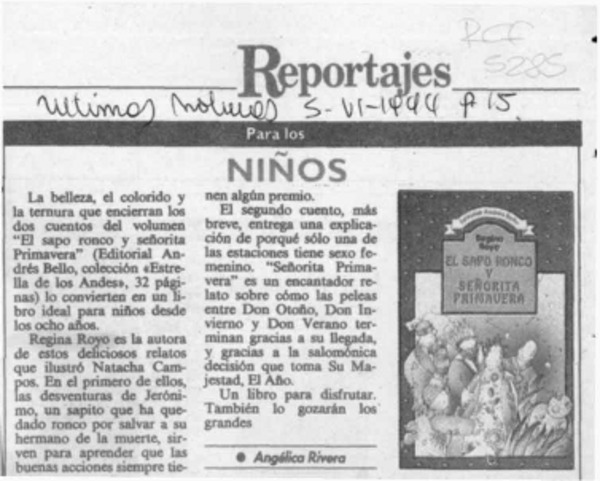 RCF
5285
Reportajes
Ultimas Noticias 5-VI-1994 P 15.
Para los
NIÑOS
La belleza, el colorido y
la ternura que encierran los
dos cuentos del volumen
"El sapo ronco y señorita
Primavera" (Editorial An-
drés Bello, colección «Estre-
lla de los Andes», 32 pági-
nas) lo convierten en un li-
bro ideal para niños desde
los ocho años.
Regina Royo es la autora
de estos deliciosos relatos
que ilustró Natacha Cam-
pos. En el primero de ellos,
las desventuras de Jeróni-
mo, un sapito que ha que-
dado ronco por salvar a su
hermano de la muerte, sir-
ven para aprender que las
buenas acciones siempre tie-
nen algún premio.
El segundo cuento, más
breve, entrega una explica-
ción de porqué sólo una de
las estaciones tiene sexo fe-
menino. "Señorita Prima-
vera" es un encantador re-
lato sobre cómo las peleas
entre Don Otoño, Don In-
vierno y Don Verano ter-
minan gracias a su llegada,
y gracias a la salomónica
decisión que toma Su Ma-
jestad, El Año.
Un libro para disfrutar.
También lo gozarán los
grandes
● Angélica Rivera
Regina
Royo
EL SAPO RONCO
Y
SEÑORITA
PRIMAVERA